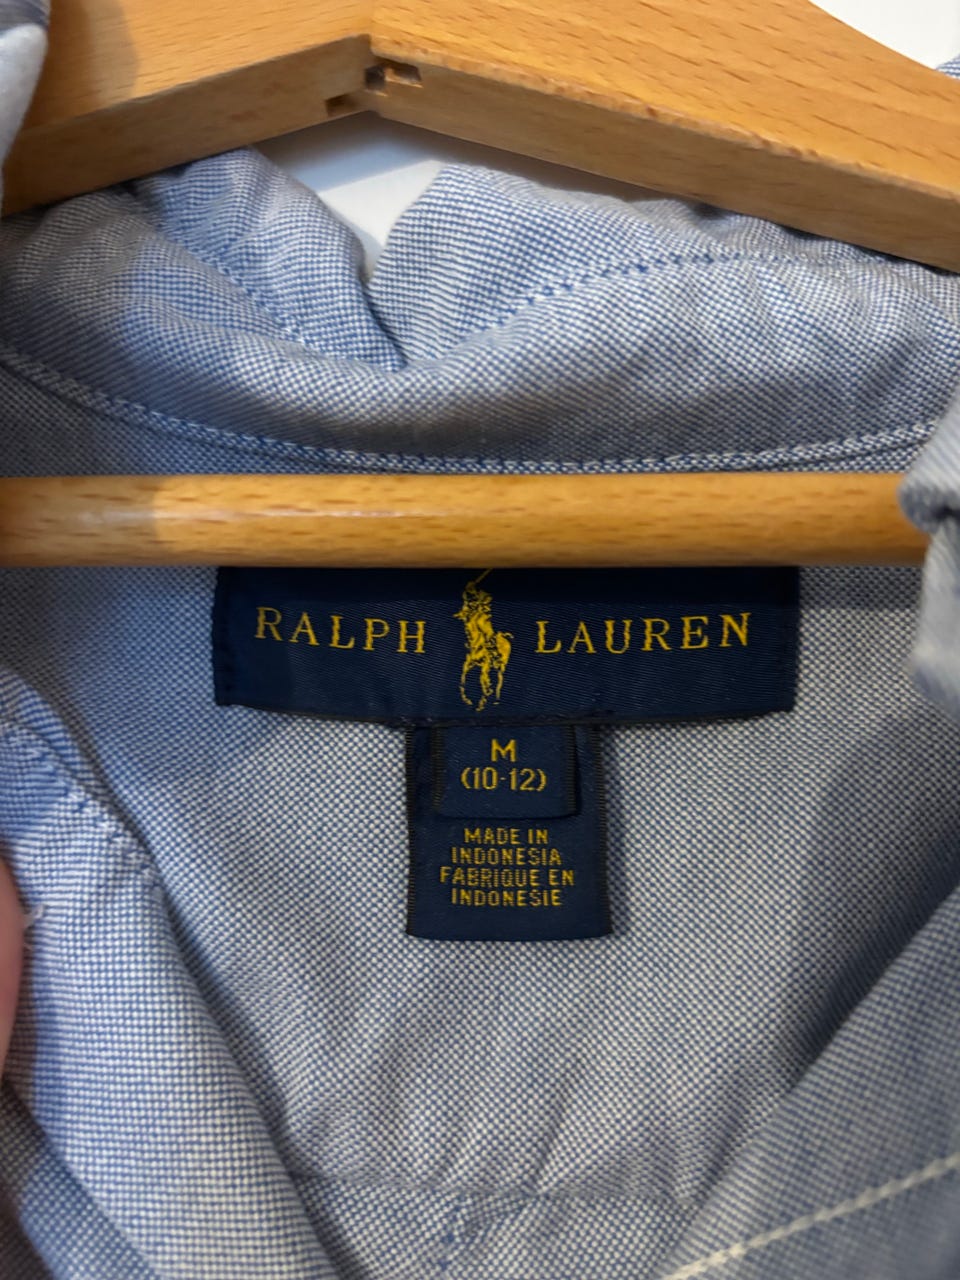 RALPH LAUREN
M
(10-12)
MADE IN
INDONESIA
FABRIQUE EN
INDONESIE